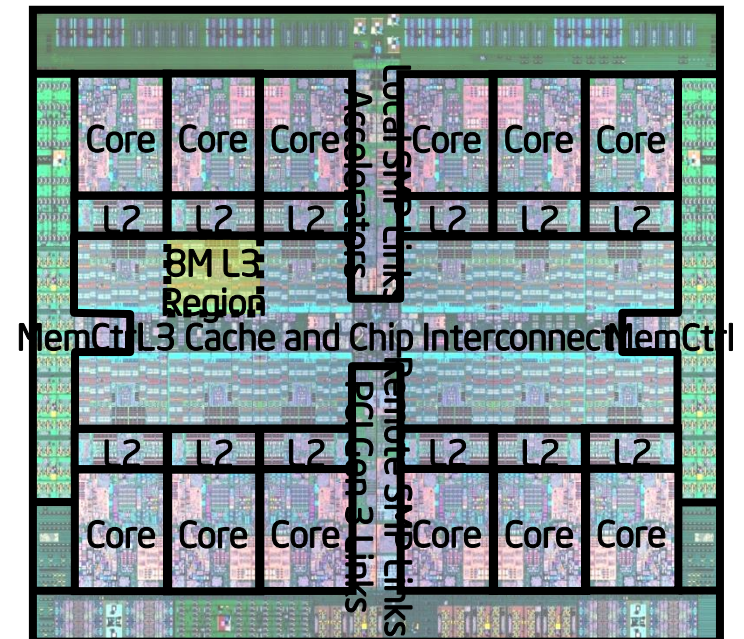 Local SMP Links
Accelerators
Core Core Core Core Core Core
L2 L2 L2 L2 L2 L2
8M L3
Region
MemCtrl L3 Cache and Chip Interconnect MemCtrl
L2 L2 L2 L2 L2 L2
Core Core Core Core Core Core
Remote SMP Links
PCI Gen 3 Links